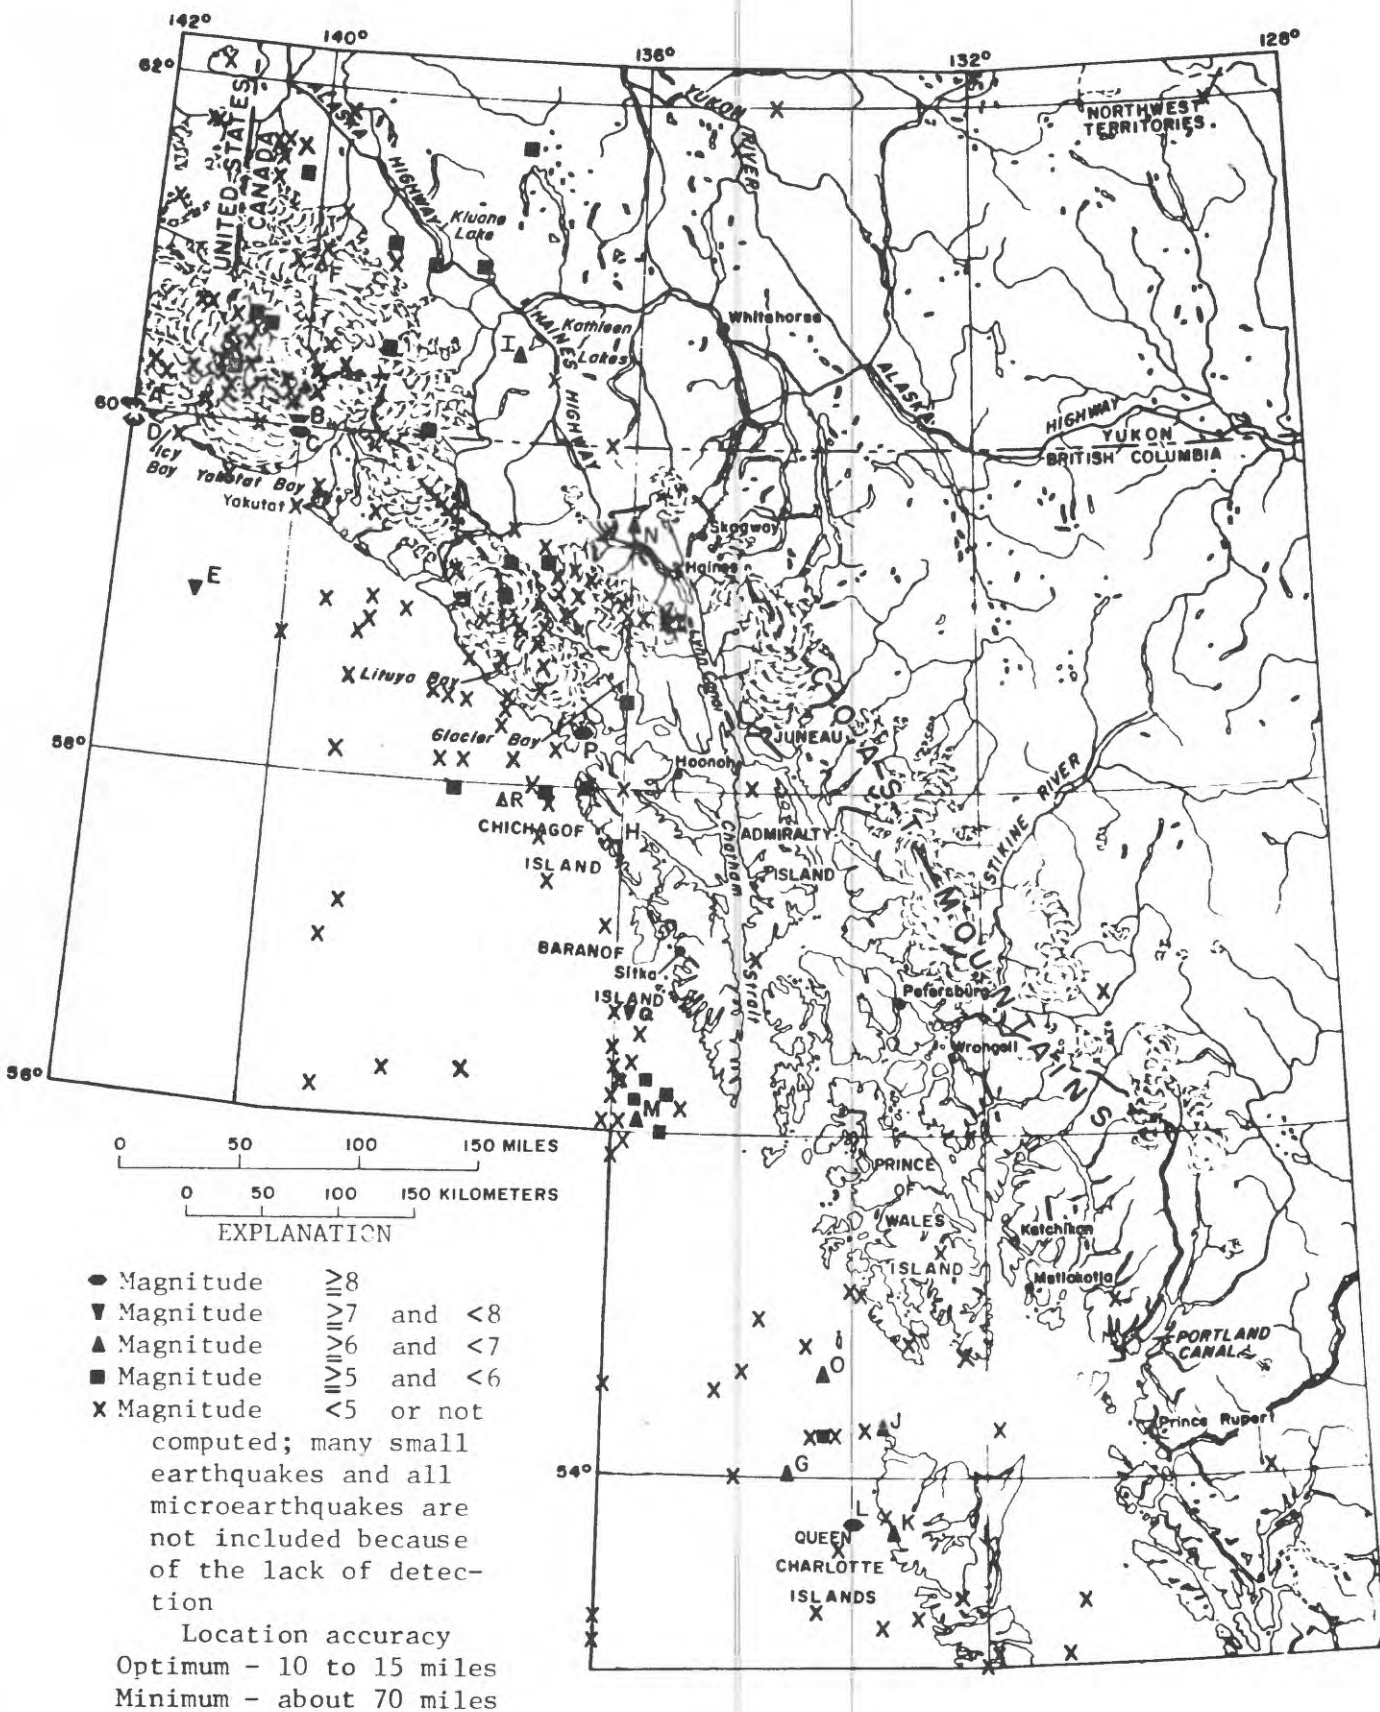 142°
140°
136°
132°
128°
62°
60°
58°
56°
54°
UNITED STATES
CANADA
ALASKA
HIGHWAY
YUKON
RIVER
NORTHWEST
TERRITORIES
Kluane
Lake
F
Whitehorse
HAINES HIGHWAY
Kathleen
Lakes
I
ALASKA
HIGHWAY
YUKON
BRITISH COLUMBIA
A
B
C
D
Icy
Bay
Yakutat Bay
Yakutat
E
N
Skagway
Haines
Lynn Canal
Lituya Bay
Glacier Bay
P
JUNEAU
Hoonah
COAST MOUNTAINS
STIKINE RIVER
R
CHICHAGOF
ISLAND
H
ADMIRALTY
ISLAND
Chatham
Strait
BARANOF
Sitka
ISLAND
Q
Petersburg
Wrangell
M
0 50 100 150 MILES
0 50 100 150 KILOMETERS
PRINCE
OF
WALES
ISLAND
Ketchikan
Metlakatla
PORTLAND
CANAL
Prince Rupert
O
J
G
L
K
QUEEN
CHARLOTTE
ISLANDS
EXPLANATION
Magnitude ≥8
Magnitude ≥7 and <8
Magnitude ≥6 and <7
Magnitude ≥5 and <6
X Magnitude <5 or not
computed; many small
earthquakes and all
microearthquakes are
not included because
of the lack of detec-
tion
Location accuracy
Optimum - 10 to 15 miles
Minimum - about 70 miles